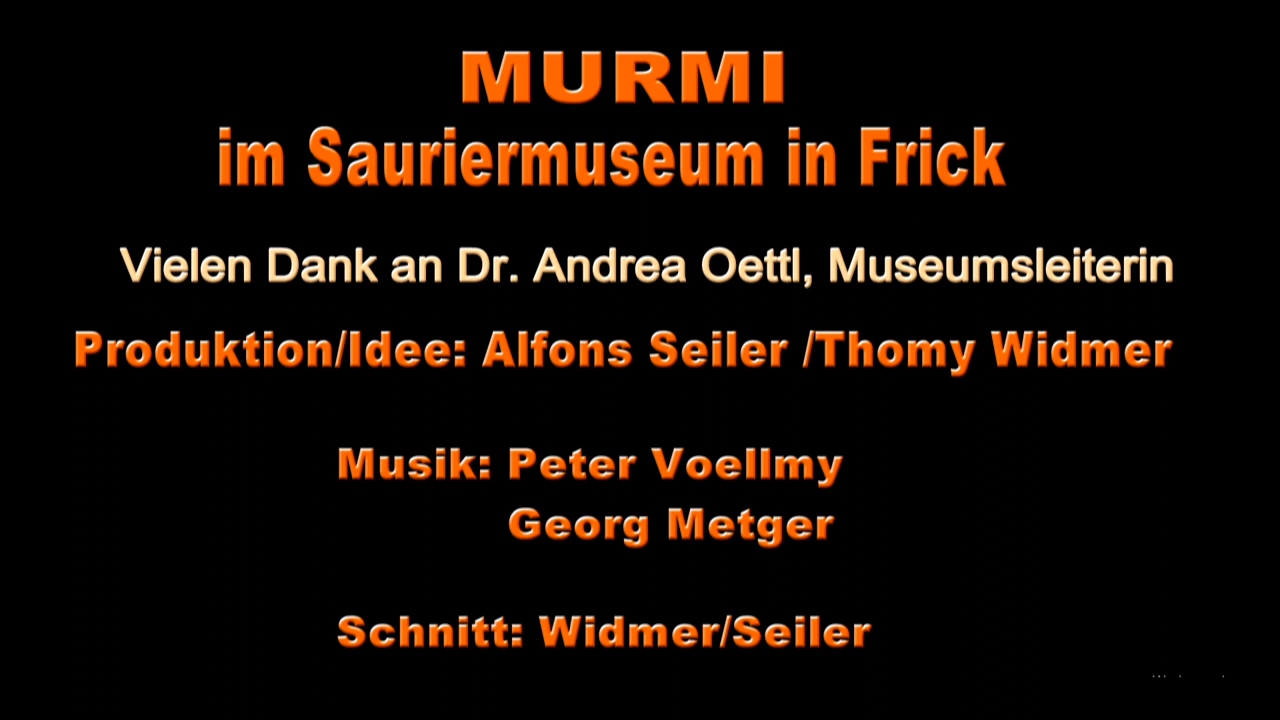 MURMI
im Sauriermuseum in Frick
Vielen Dank an Dr. Andrea Oettl, Museumsleiterin
Produktion/Idee: Alfons Seiler /Thomy Widmer
Musik: Peter Voellmy
Georg Metger
Schnitt: Widmer/Seiler